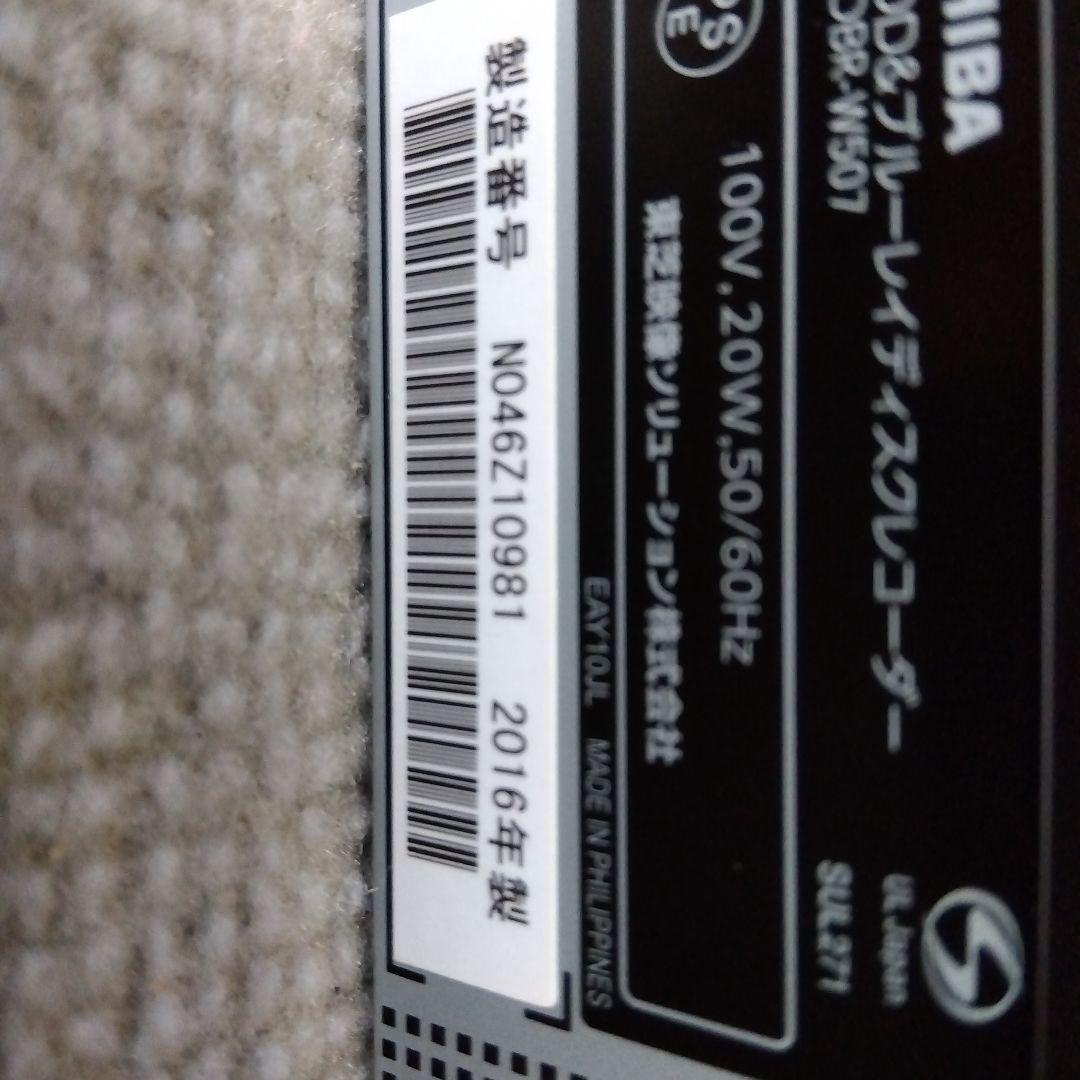 HIBA
DD&ブルーレイディスクレコーダー
DBR-W507
UL Japan
SUL2771
PS
E
100V,20W,50/60Hz
東芝映像ソリューション株式会社
EAY10JL MADE IN PHILIPPINES
製造番号 N046Z10981 2016年製